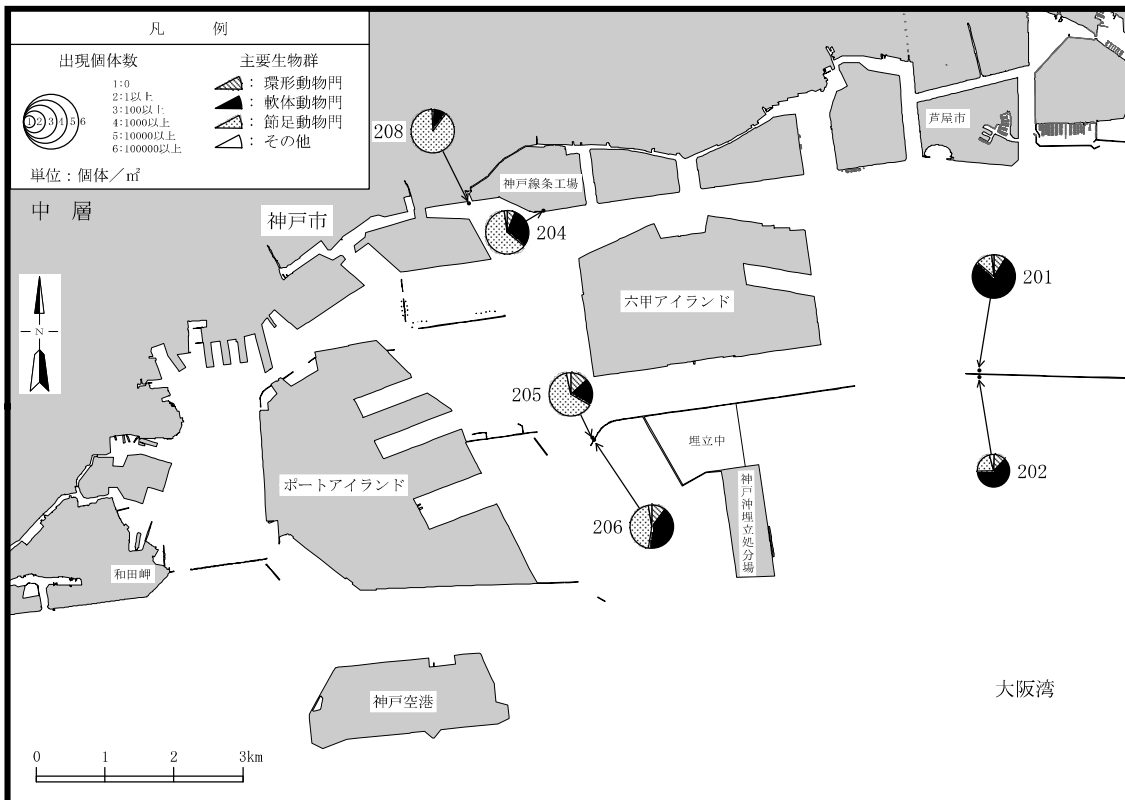 凡 例
出現個体数
1:0
2:1以上
3:100以上
4:1000以上
5:10000以上
6:100000以上
1 2 3 4 5 6
単位：個体／㎡
主要生物群
：環形動物門
：軟体動物門
：節足動物門
：その他
中 層
N
208
神戸線条工場
芦屋市
神戸市
204
六甲アイランド
201
205
埋立中
202
ポートアイランド
神戸沖埋立処分場
206
和田岬
神戸空港
大阪湾
0 1 2 3km